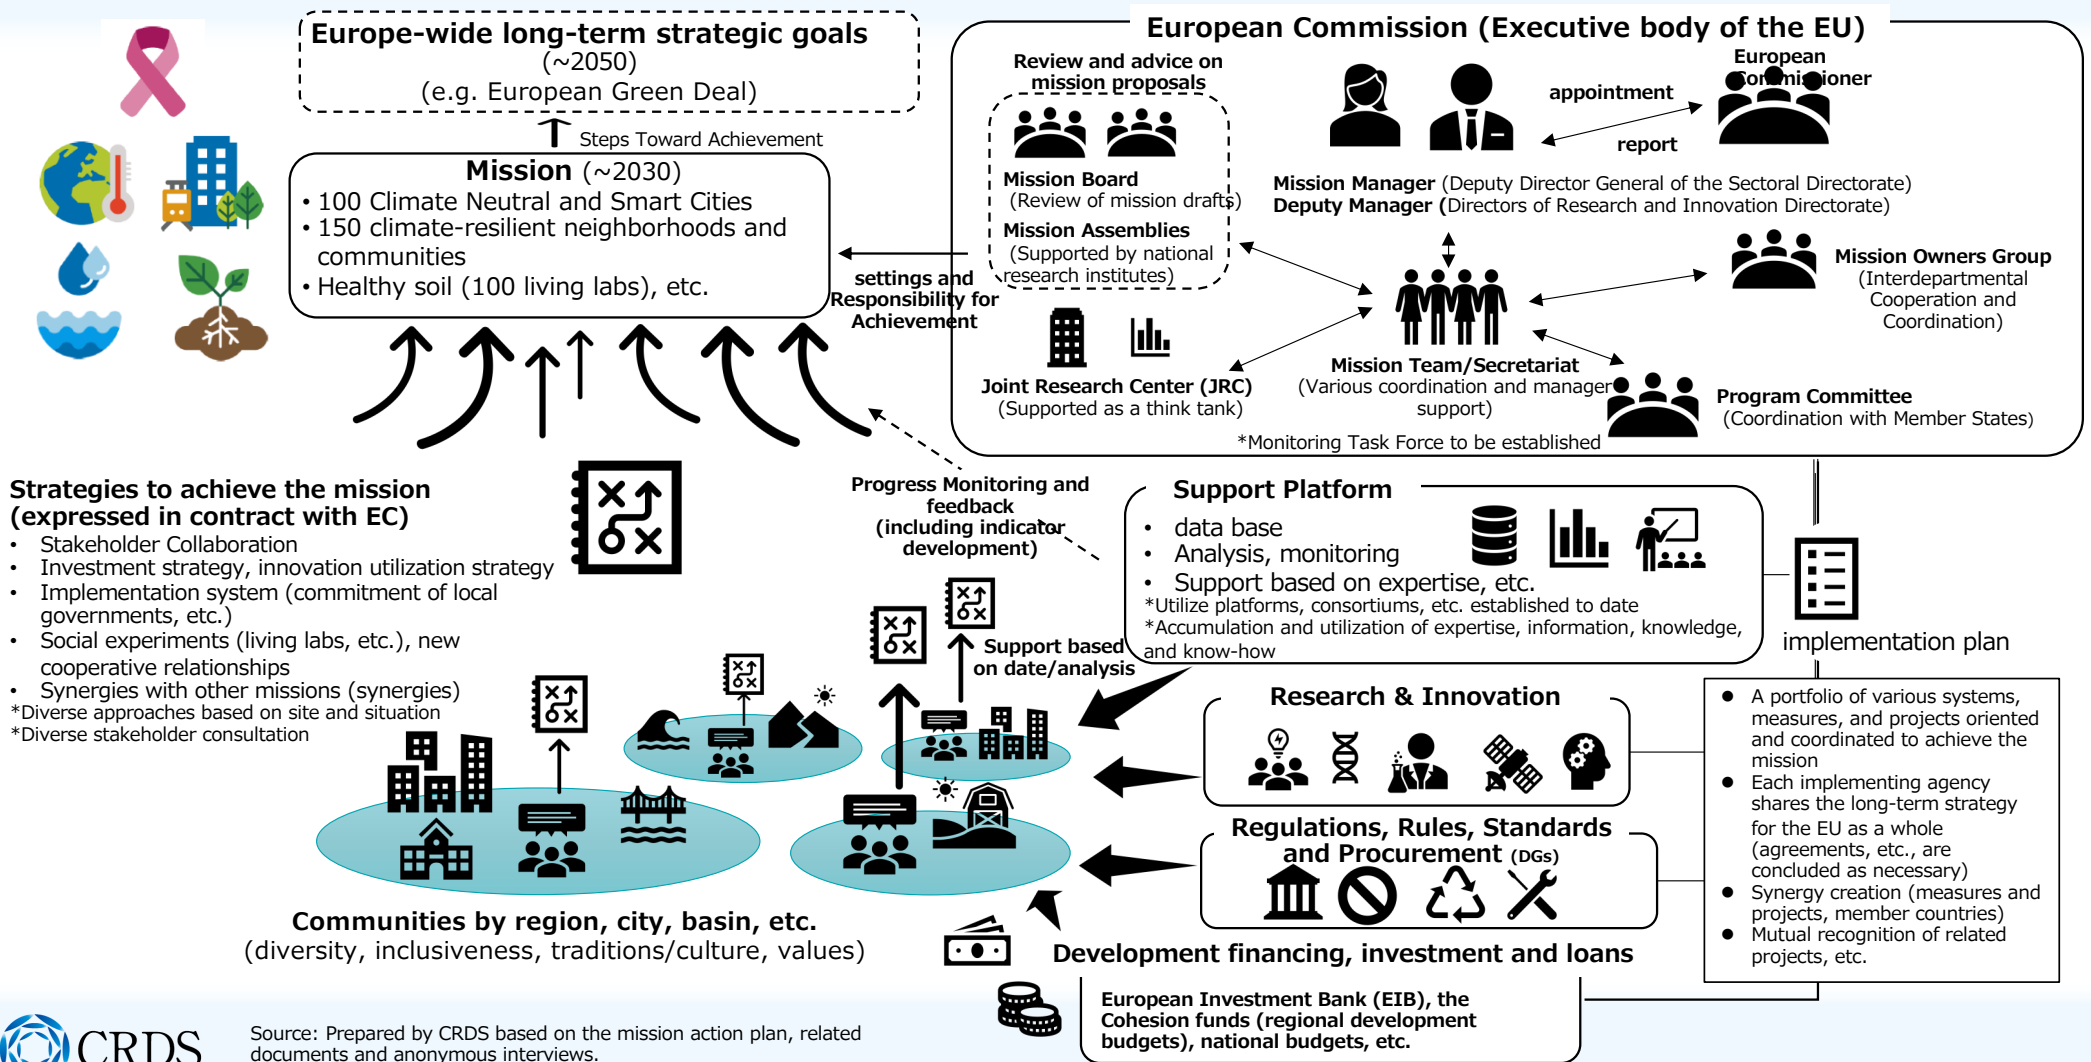 Europe-wide long-term strategic goals
(~2050)
(e.g. European Green Deal)
Steps Toward Achievement
Mission (~2030)
• 100 Climate Neutral and Smart Cities
• 150 climate-resilient neighborhoods and
communities
• Healthy soil (100 living labs), etc.
settings and
Responsibility for
Achievement
European Commission (Executive body of the EU)
Review and advice on
mission proposals
Mission Board
(Review of mission drafts)
Mission Assemblies
(Supported by national
research institutes)
Joint Research Center (JRC)
(Supported as a think tank)
European
Commissioner
appointment
report
Mission Manager (Deputy Director General of the Sectoral Directorate)
Deputy Manager (Directors of Research and Innovation Directorate)
Mission Owners Group
(Interdepartmental
Cooperation and
Coordination)
Mission Team/Secretariat
(Various coordination and manager
support)
Program Committee
(Coordination with Member States)
*Monitoring Task Force to be established
Strategies to achieve the mission
(expressed in contract with EC)
• Stakeholder Collaboration
• Investment strategy, innovation utilization strategy
• Implementation system (commitment of local
governments, etc.)
• Social experiments (living labs, etc.), new
cooperative relationships
• Synergies with other missions (synergies)
*Diverse approaches based on site and situation
*Diverse stakeholder consultation
Progress Monitoring and
feedback
(including indicator
development)
Support Platform
• data base
• Analysis, monitoring
• Support based on expertise, etc.
*Utilize platforms, consortiums, etc. established to date
*Accumulation and utilization of expertise, information, knowledge,
and know-how
Support based
on date/analysis
implementation plan
● A portfolio of various systems,
measures, and projects oriented
and coordinated to achieve the
mission
● Each implementing agency
shares the long-term strategy
for the EU as a whole
(agreements, etc., are
concluded as necessary)
● Synergy creation (measures and
projects, member countries)
● Mutual recognition of related
projects, etc.
Research & Innovation
Regulations, Rules, Standards
and Procurement (DGs)
Communities by region, city, basin, etc.
(diversity, inclusiveness, traditions/culture, values)
Development financing, investment and loans
European Investment Bank (EIB), the
Cohesion funds (regional development
budgets), national budgets, etc.
CRDS
Source: Prepared by CRDS based on the mission action plan, related
documents and anonymous interviews.